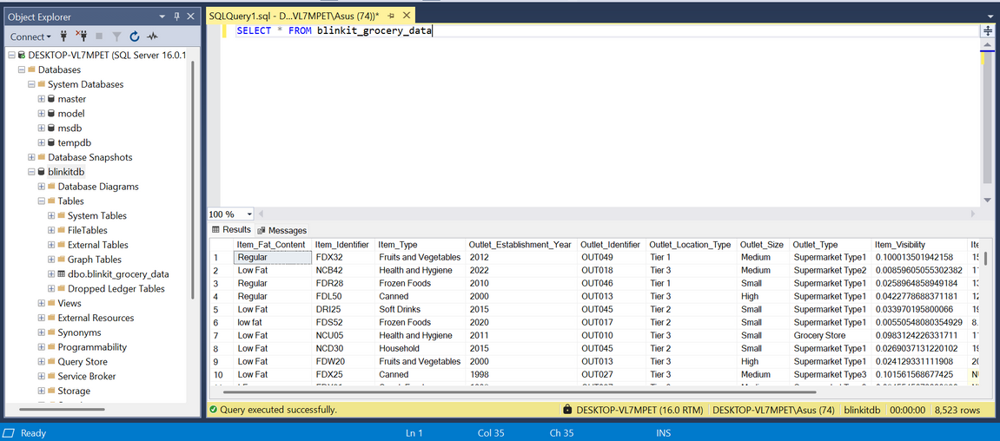 Object Explorer
Connect
DESKTOP-VL7MPET (SQL Server 16.0.1
Databases
System Databases
master
model
msdb
tempdb
Database Snapshots
blinkitdb
Database Diagrams
Tables
System Tables
FileTables
External Tables
Graph Tables
dbo.blinkit_grocery_data
Dropped Ledger Tables
Views
External Resources
Synonyms
Programmability
Query Store
Service Broker
Storage
SQLQuery1.sql - D...VL7MPET\Asus (74))*
SELECT * FROM blinkit_grocery_data
100 %
Results Messages
Item_Fat_Content Item_Identifier Item_Type Outlet_Establishment_Year Outlet_Identifier Outlet_Location_Type Outlet_Size Outlet_Type Item_Visibility Ite
1 Regular FDX32 Fruits and Vegetables 2012 OUT049 Tier 1 Medium Supermarket Type1 0.100013501942158 15
2 Low Fat NCB42 Health and Hygiene 2022 OUT018 Tier 3 Medium Supermarket Type2 0.00859605055302382 11
3 Regular FDR28 Frozen Foods 2010 OUT046 Tier 1 Small Supermarket Type1 0.0258964858949184 13
4 Regular FDL50 Canned 2000 OUT013 Tier 3 High Supermarket Type1 0.0422778688371181 12
5 Low Fat DRI25 Soft Drinks 2015 OUT045 Tier 2 Small Supermarket Type1 0.033970195800066 19
6 low fat FDS52 Frozen Foods 2020 OUT017 Tier 2 Small Supermarket Type1 0.00550548080354929 8.
7 Low Fat NCU05 Health and Hygiene 2011 OUT010 Tier 3 Small Grocery Store 0.0983124226331711 11
8 Low Fat NCD30 Household 2015 OUT045 Tier 2 Small Supermarket Type1 0.0269037131220102 19
9 Low Fat FDW20 Fruits and Vegetables 2000 OUT013 Tier 3 High Supermarket Type1 0.024129331111908 20
10 Low Fat FDX25 Canned 1998 OUT027 Tier 3 Medium Supermarket Type3 0.101561568677425 NU
Query executed successfully. DESKTOP-VL7MPET (16.0 RTM) DESKTOP-VL7MPET\Asus (74) blinkitdb 00:00:00 8,523 rows
Ready Ln 1 Col 35 Ch 35 INS